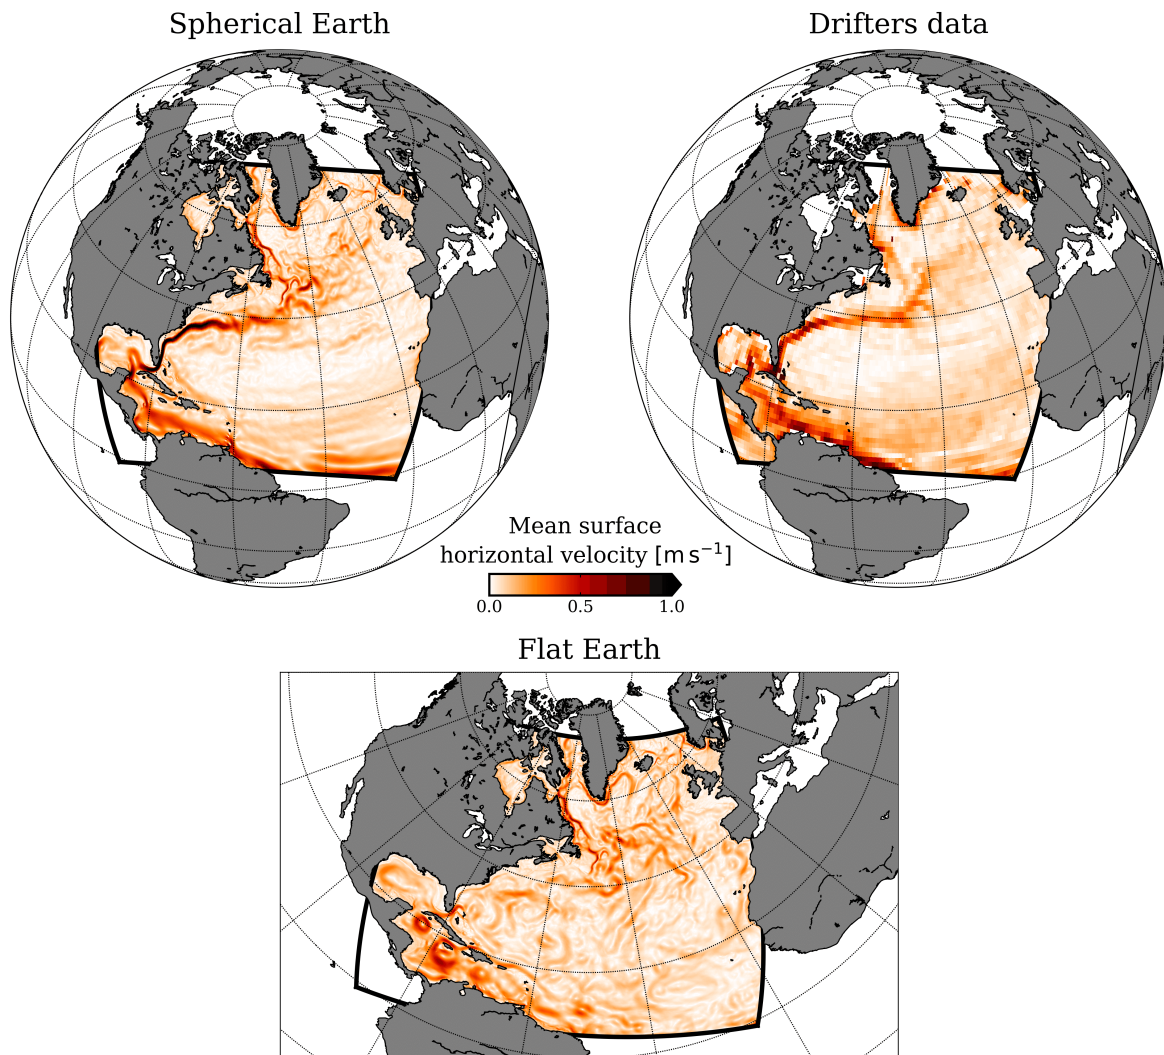 Spherical Earth
Drifters data
Mean surface
horizontal velocity [m s⁻¹]
0.0 0.5 1.0
Flat Earth